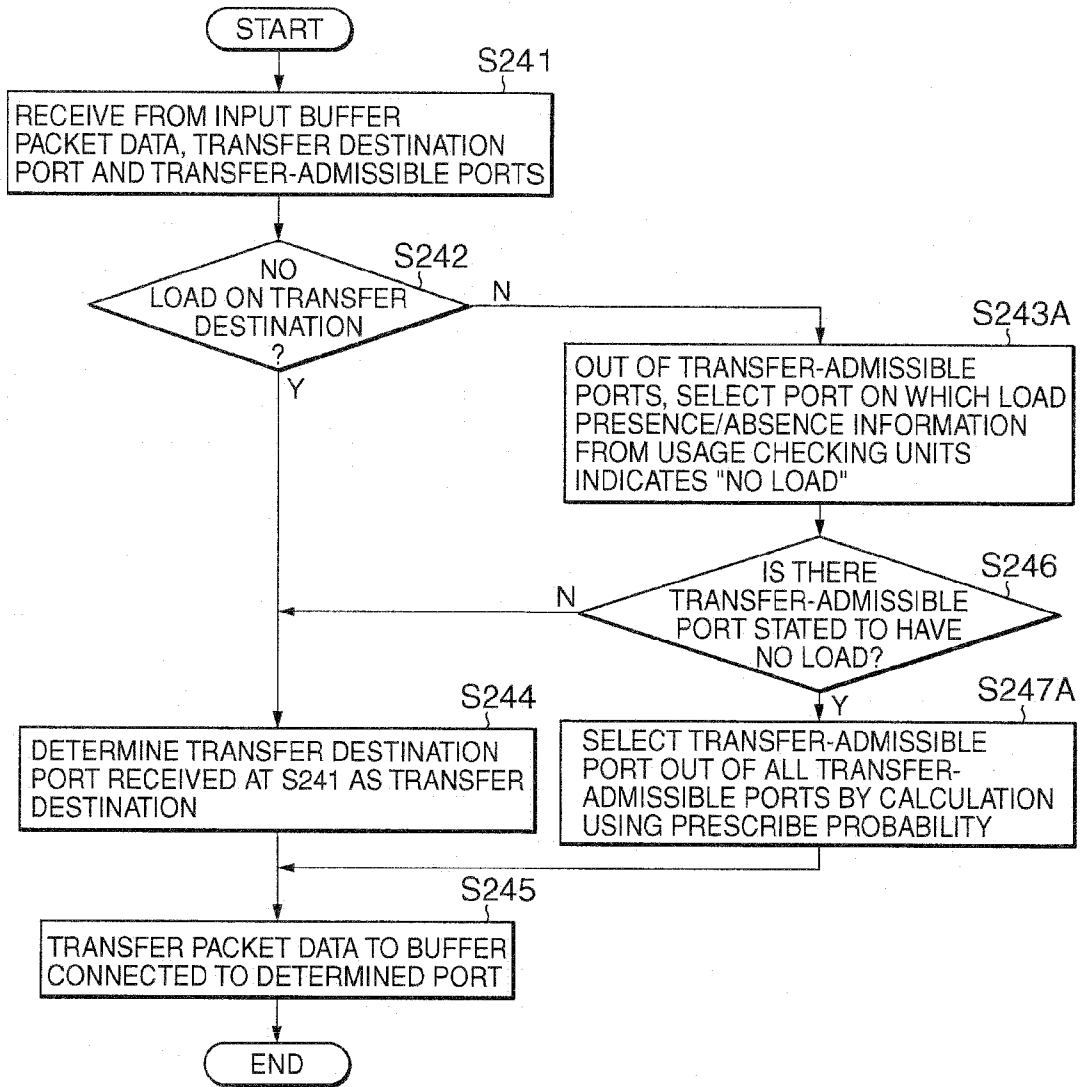 START
S241
RECEIVE FROM INPUT BUFFER
PACKET DATA, TRANSFER DESTINATION
PORT AND TRANSFER-ADMISSIBLE PORTS
S242
NO
LOAD ON TRANSFER
DESTINATION
?
N
Y
S243A
OUT OF TRANSFER-ADMISSIBLE
PORTS, SELECT PORT ON WHICH LOAD
PRESENCE/ABSENCE INFORMATION
FROM USAGE CHECKING UNITS
INDICATES "NO LOAD"
S246
IS THERE
TRANSFER-ADMISSIBLE
PORT STATED TO HAVE
NO LOAD?
N
Y
S247A
SELECT TRANSFER-ADMISSIBLE
PORT OUT OF ALL TRANSFER-
ADMISSIBLE PORTS BY CALCULATION
USING PRESCRIBE PROBABILITY
S244
DETERMINE TRANSFER DESTINATION
PORT RECEIVED AT S241 AS TRANSFER
DESTINATION
S245
TRANSFER PACKET DATA TO BUFFER
CONNECTED TO DETERMINED PORT
END